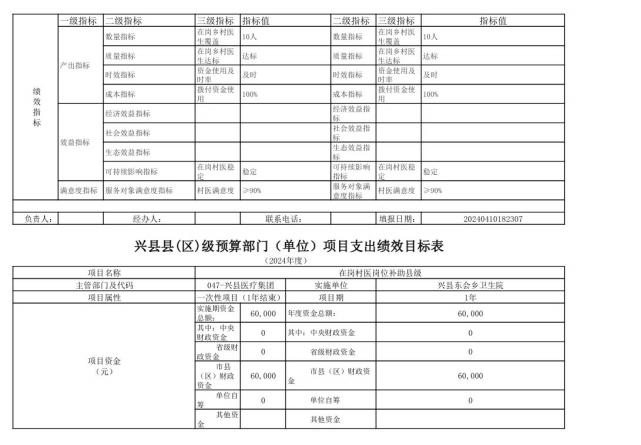 一级指标 二级指标 三级指标 指标值 二级指标 三级指标 指标值
绩效指标
产出指标
数量指标 在岗乡村医生覆盖 10人 数量指标 在岗乡村医生覆盖 10人
质量指标 在岗乡村医生达标 达标 质量指标 在岗乡村医生达标 达标
时效指标 资金使用及时率 及时 时效指标 资金使用及时率 及时
成本指标 拨付资金使用 100% 成本指标 拨付资金使用 100%
效益指标
经济效益指标 经济效益指标
社会效益指标 社会效益指标
生态效益指标 生态效益指标
可持续影响指标 在岗村医稳定 稳定 可持续影响指标 在岗村医稳定 稳定
满意度指标 服务对象满意度指标 村医满意度 ≥90% 服务对象满意度指标 村医满意度 ≥90%
负责人: 经办人: 联系电话: 填报日期: 20240410182307
兴县县(区)级预算部门（单位）项目支出绩效目标表
（2024年度）
项目名称 在岗村医岗位补助县级
主管部门及代码 047-兴县医疗集团 实施单位 兴县东会乡卫生院
项目属性 一次性项目（1年结束） 项目期 1年
项目资金（元）
实施期资金总额: 60,000 年度资金总额: 60,000
其中:中央财政资金 0 其中:中央财政资金 0
省级财政资金 0 省级财政资金 0
市县（区）财政资金 60,000 市县（区）财政资金 60,000
单位自筹 0 单位自筹 0
其他资金 其他资金